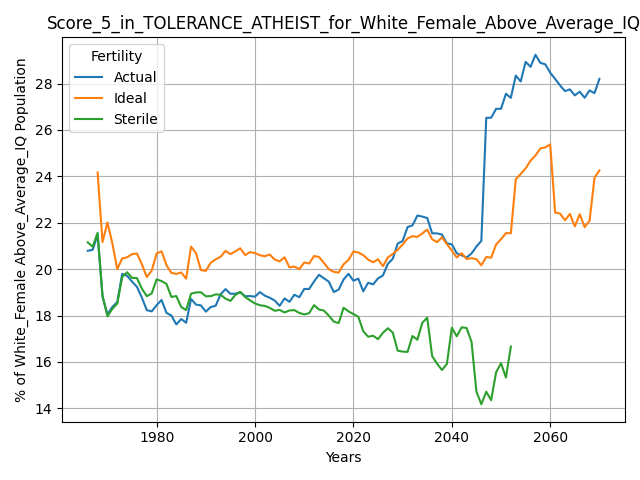 Score_5_in_TOLERANCE_ATHEIST_for_White_Female_Above_Average_IQ
% of White_Female Above_Average_IQ Population
28
26
24
22
20
18
16
14
Fertility
Actual
Ideal
Sterile
1980
2000
2020
2040
2060
Years